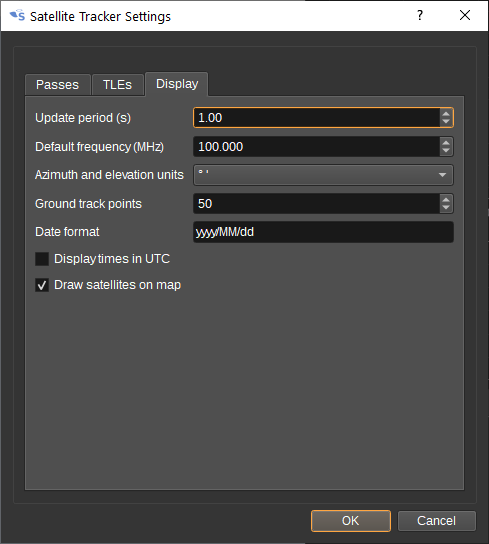 Satellite Tracker Settings
Passes TLEs Display
Update period (s) 1.00
Default frequency (MHz) 100.000
Azimuth and elevation units ° '
Ground track points 50
Date format yyyy/MM/dd
Display times in UTC
Draw satellites on map
OK Cancel